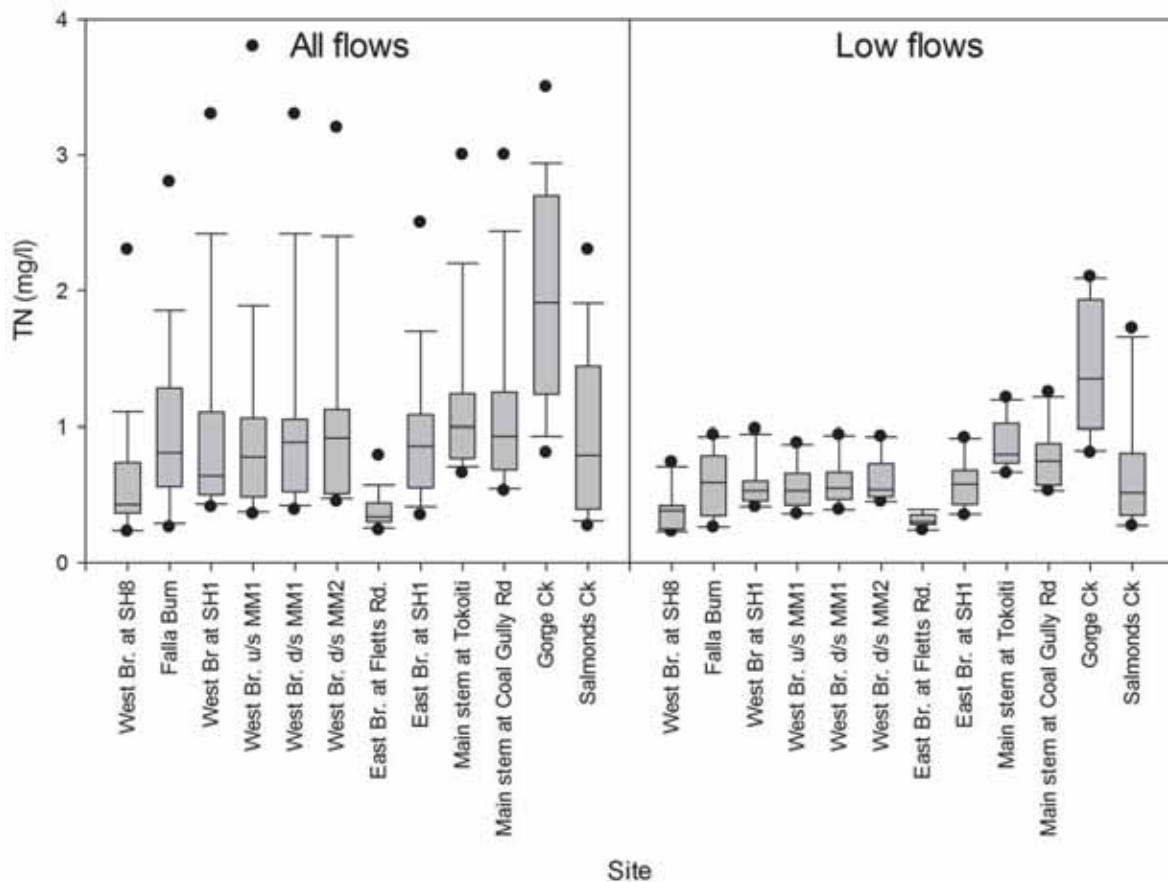 4
3
2
1
0
TN (mg/l)
All flows
Low flows
West Br. at SH8
Falla Burn
West Br at SH1
West Br. u/s MM1
West Br. d/s MM1
West Br. d/s MM2
East Br. at Fletts Rd.
East Br. at SH1
Main stem at Tokoiti
Main stem at Coal Gully Rd
Gorge Ck
Salmonds Ck
West Br. at SH8
Falla Burn
West Br. at SH1
West Br. u/s MM1
West Br. d/s MM1
West Br. d/s MM2
East Br. at Fletts Rd.
East Br. at SH1
Main stem at Tokoiti
Main stem at Coal Gully Rd
Gorge Ck
Salmonds Ck
Site